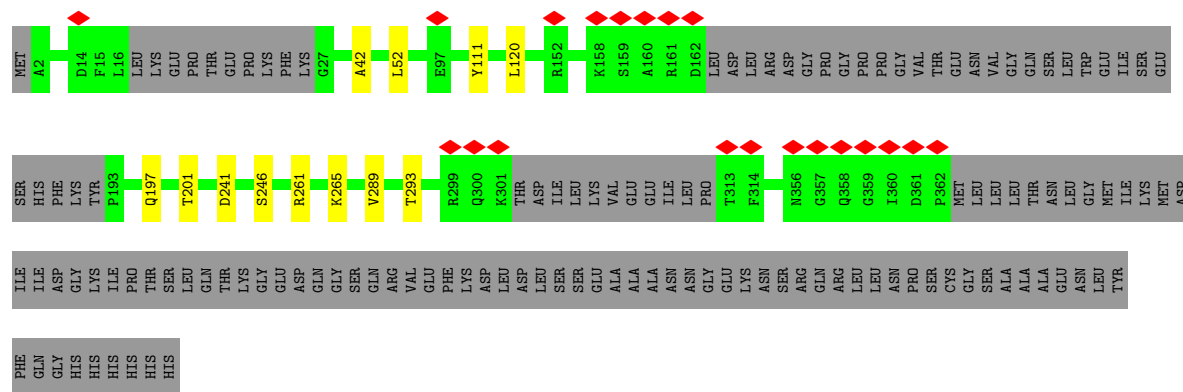 MET A2 D14 F15 L16 LEU LYS GLU PRO THR GLU PRO LYS PHE LYS G27 A42 L52 E97 Y111 L120 R152 K158 S159 A160 R161 D162 LEU ASP LEU ARG ASP GLY PRO GLY PRO PRO GLY VAL THR GLU ASN VAL GLY GLN SER LEU TRP GLU ILE SER GLU
SER HIS PHE LYS TYR P193 Q197 T201 D241 S246 R261 K265 V289 T293 R299 Q300 K301 THR ASP ILE LEU LYS VAL GLU GLU ILE LEU PRO T313 F314 N356 G357 Q358 G359 I360 D361 P362 MET LEU LEU LEU THR ASN LEU GLY MET ILE LYS MET ASP
ILE ILE ASP GLY LYS ILE PRO THR SER LEU GLN THR LYS GLY GLU ASP GLN GLY SER GLN ARG VAL GLU PHE LYS ASP LEU ASP LEU SER SER GLU ALA ALA ALA ASN ASN GLY GLU LYS ASN SER ARG GLN ARG LEU LEU ASN PRO SER CYS GLY SER ALA ALA ALA GLU ASN LEU TYR
PHE GLN GLY HIS HIS HIS HIS HIS HIS